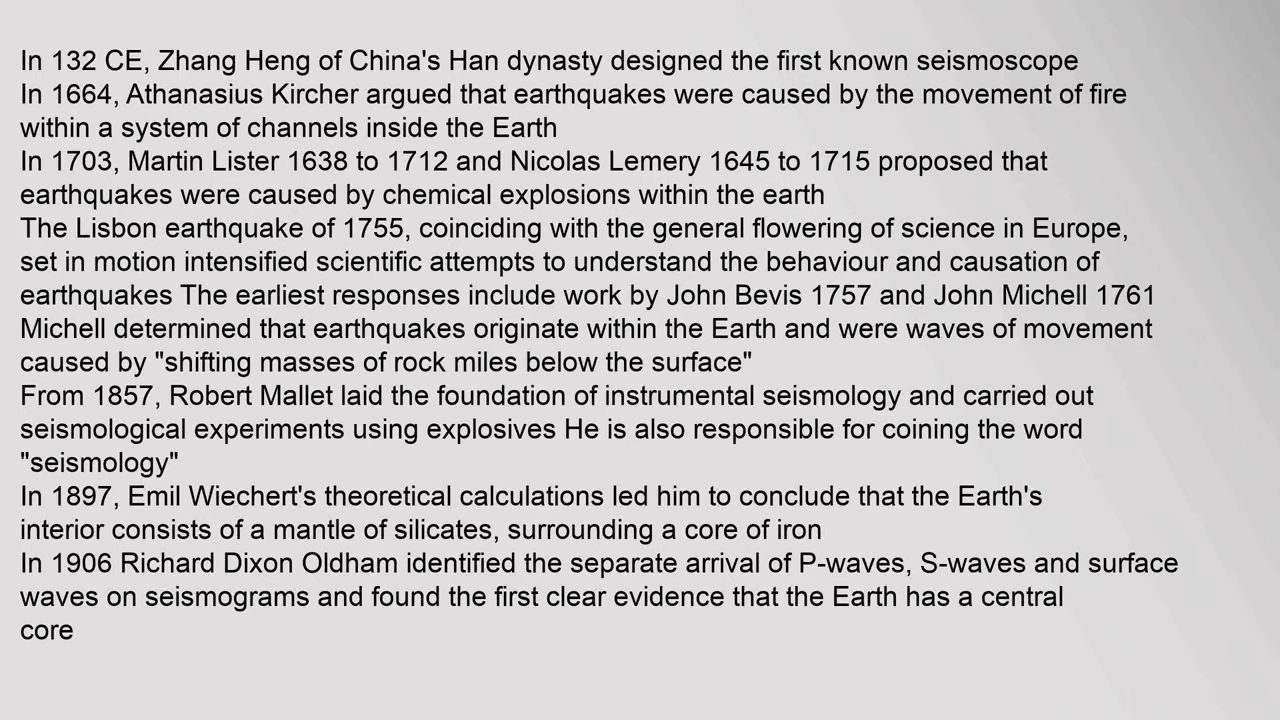 In 132 CE, Zhang Heng of China's Han dynasty designed the first known seismoscope
In 1664, Athanasius Kircher argued that earthquakes were caused by the movement of fire
within a system of channels inside the Earth
In 1703, Martin Lister 1638 to 1712 and Nicolas Lemery 1645 to 1715 proposed that
earthquakes were caused by chemical explosions within the earth
The Lisbon earthquake of 1755, coinciding with the general flowering of science in Europe,
set in motion intensified scientific attempts to understand the behaviour and causation of
earthquakes The earliest responses include work by John Bevis 1757 and John Michell 1761
Michell determined that earthquakes originate within the Earth and were waves of movement
caused by "shifting masses of rock miles below the surface"
From 1857, Robert Mallet laid the foundation of instrumental seismology and carried out
seismological experiments using explosives He is also responsible for coining the word
"seismology"
In 1897, Emil Wiechert's theoretical calculations led him to conclude that the Earth's
interior consists of a mantle of silicates, surrounding a core of iron
In 1906 Richard Dixon Oldham identified the separate arrival of P-waves, S-waves and surface
waves on seismograms and found the first clear evidence that the Earth has a central
core